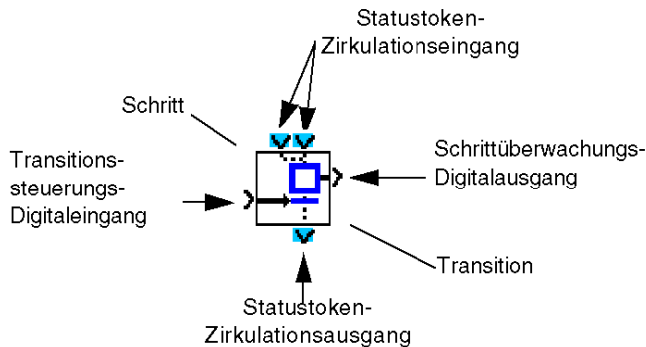 Statustoken-
Zirkulationseingang
Schritt
Transitions-
steuerungs-
Digitaleingang
Schrittüberwachungs-
Digitalausgang
Transition
Statustoken-
Zirkulationsausgang